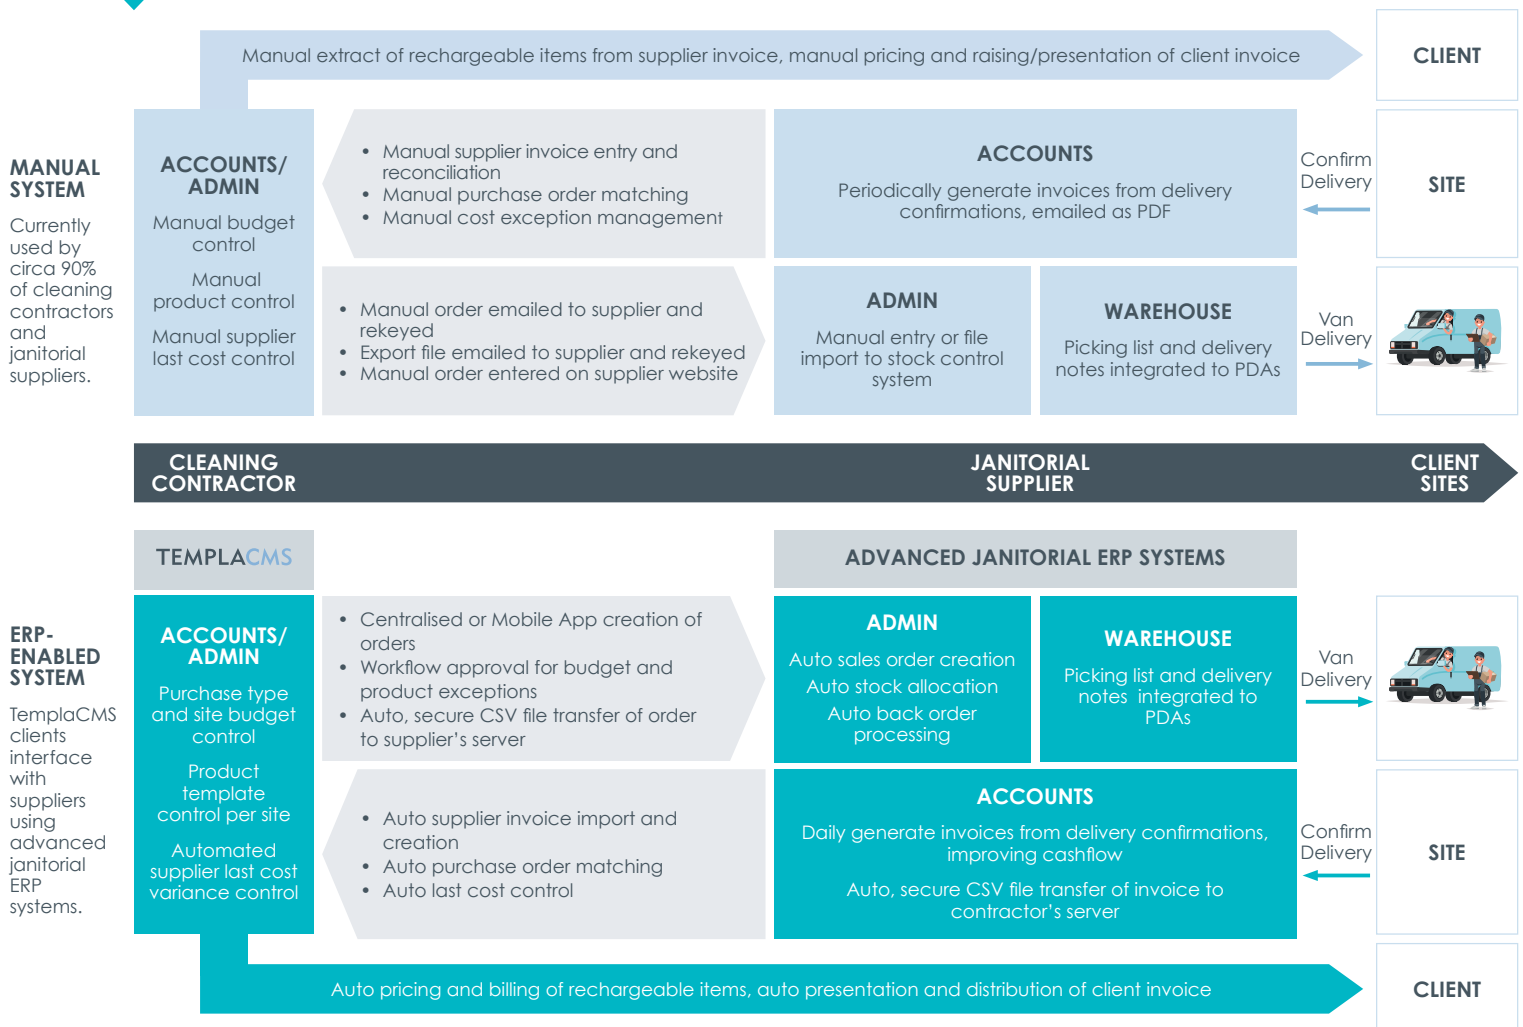 Manual extract of rechargeable items from supplier invoice, manual pricing and raising/presentation of client invoice
CLIENT
MANUAL
SYSTEM
Currently
used by
circa 90%
of cleaning
contractors
and
janitorial
suppliers.
ACCOUNTS/
ADMIN
Manual budget
control
Manual
product control
Manual supplier
last cost control
• Manual supplier invoice entry and
reconciliation
• Manual purchase order matching
• Manual cost exception management
ACCOUNTS
Periodically generate invoices from delivery
confirmations, emailed as PDF
Confirm
Delivery
SITE
• Manual order emailed to supplier and
rekeyed
• Export file emailed to supplier and rekeyed
• Manual order entered on supplier website
ADMIN
Manual entry or file
import to stock control
system
WAREHOUSE
Picking list and delivery
notes integrated to PDAs
Van
Delivery
CLEANING
CONTRACTOR
JANITORIAL
SUPPLIER
CLIENT
SITES
TEMPLACMS
ADVANCED JANITORIAL ERP SYSTEMS
ERP-
ENABLED
SYSTEM
TemplaCMS
clients
interface
with
suppliers
using
advanced
janitorial
ERP
systems.
ACCOUNTS/
ADMIN
Purchase type
and site budget
control
Product
template
control per site
Automated
supplier last cost
variance control
• Centralised or Mobile App creation of
orders
• Workflow approval for budget and
product exceptions
• Auto, secure CSV file transfer of order
to supplier’s server
ADMIN
Auto sales order creation
Auto stock allocation
Auto back order
processing
WAREHOUSE
Picking list and delivery
notes integrated to
PDAs
Van
Delivery
• Auto supplier invoice import and
creation
• Auto purchase order matching
• Auto last cost control
ACCOUNTS
Daily generate invoices from delivery confirmations,
improving cashflow
Auto, secure CSV file transfer of invoice to
contractor’s server
Confirm
Delivery
SITE
Auto pricing and billing of rechargeable items, auto presentation and distribution of client invoice
CLIENT